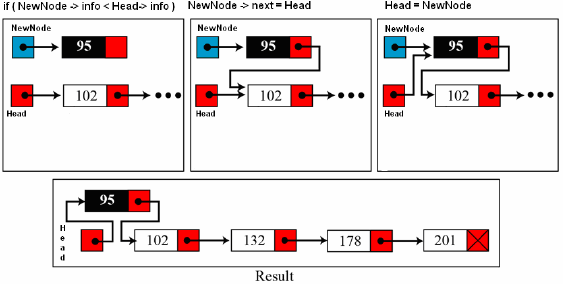 if ( NewNode -> info < Head-> info )
NewNode -> next = Head
Head = NewNode
NewNode
95
Head
102
NewNode
95
Head
102
NewNode
95
Head
102
95
Head
102
132
178
201
Result